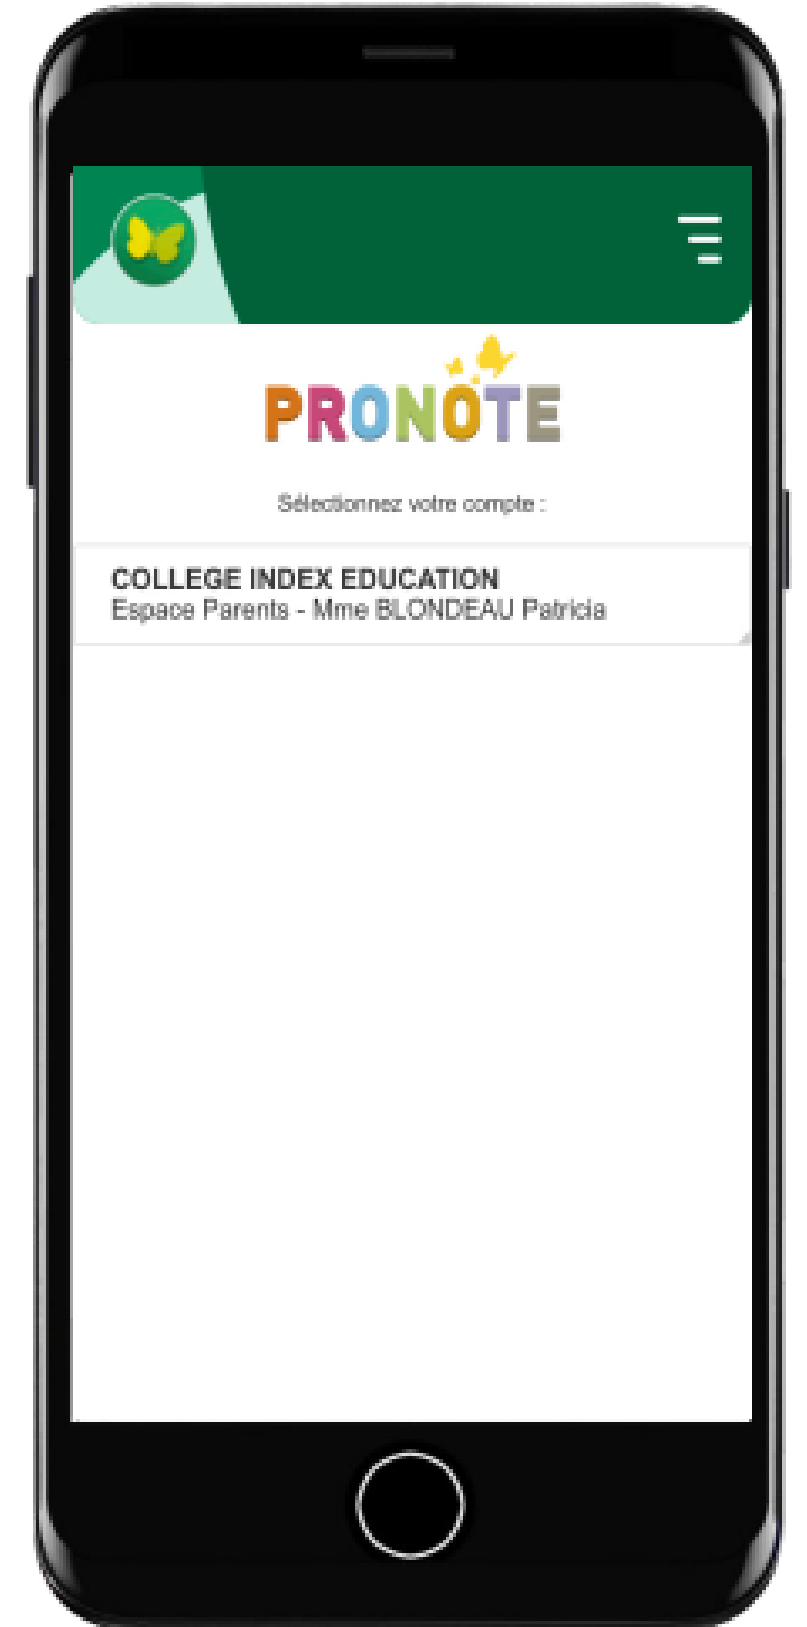 PRONOTE
Sélectionnez votre compte :
COLLEGE INDEX EDUCATION
Espace Parents - Mme BLONDEAU Patricia